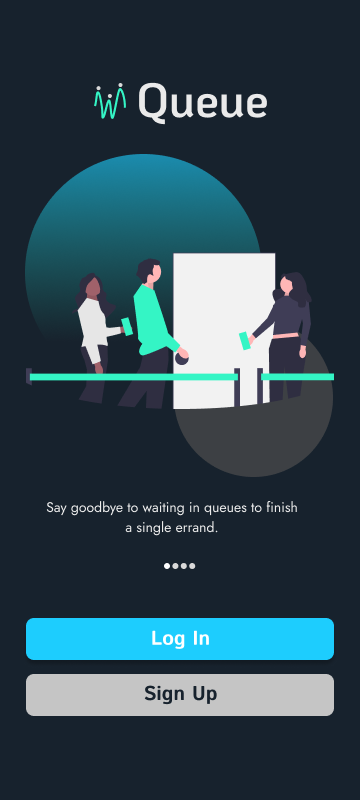 Queue
Say goodbye to waiting in queues to finish
a single errand.
Log In
Sign Up